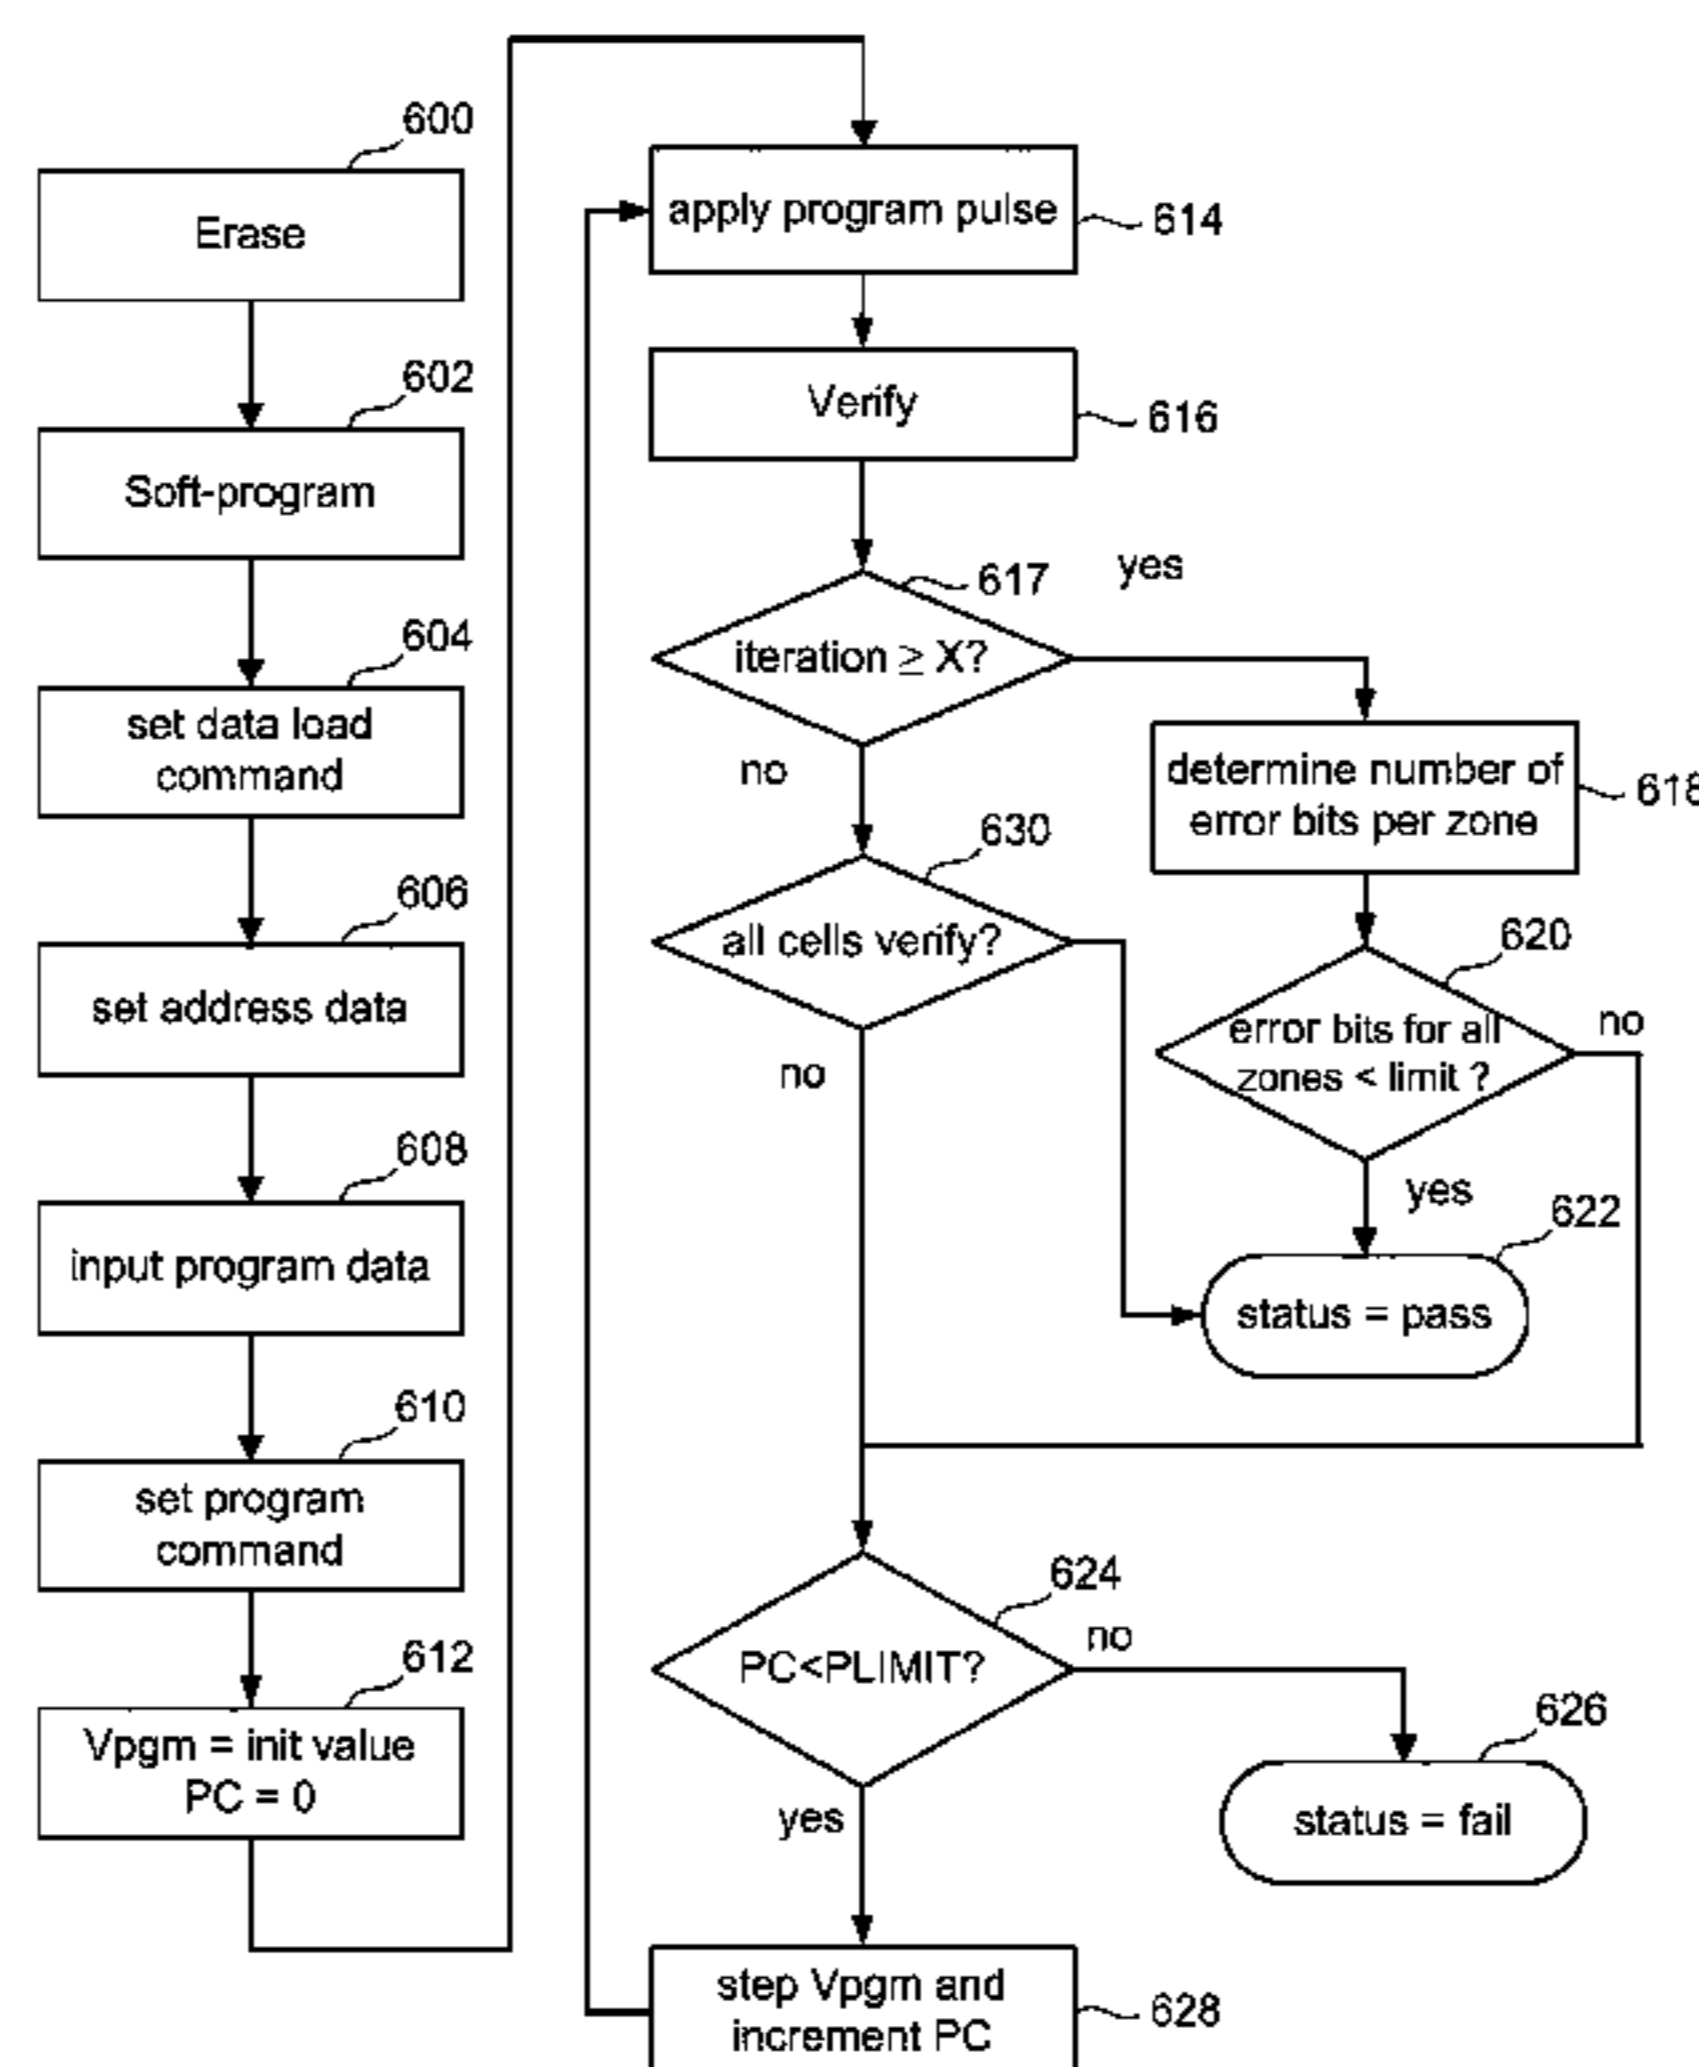 600
Erase
602
Soft-program
604
set data load
command
606
set address data
608
input program data
610
set program
command
612
Vpgm = init value
PC = 0
apply program pulse
614
Verify
616
617
yes
iteration ≥ X?
no
determine number of
error bits per zone
618
630
all cells verify?
no
620
error bits for all
zones < limit ?
no
yes
622
status = pass
624
PC<PLIMIT?
no
yes
626
status = fail
step Vpgm and
increment PC
628